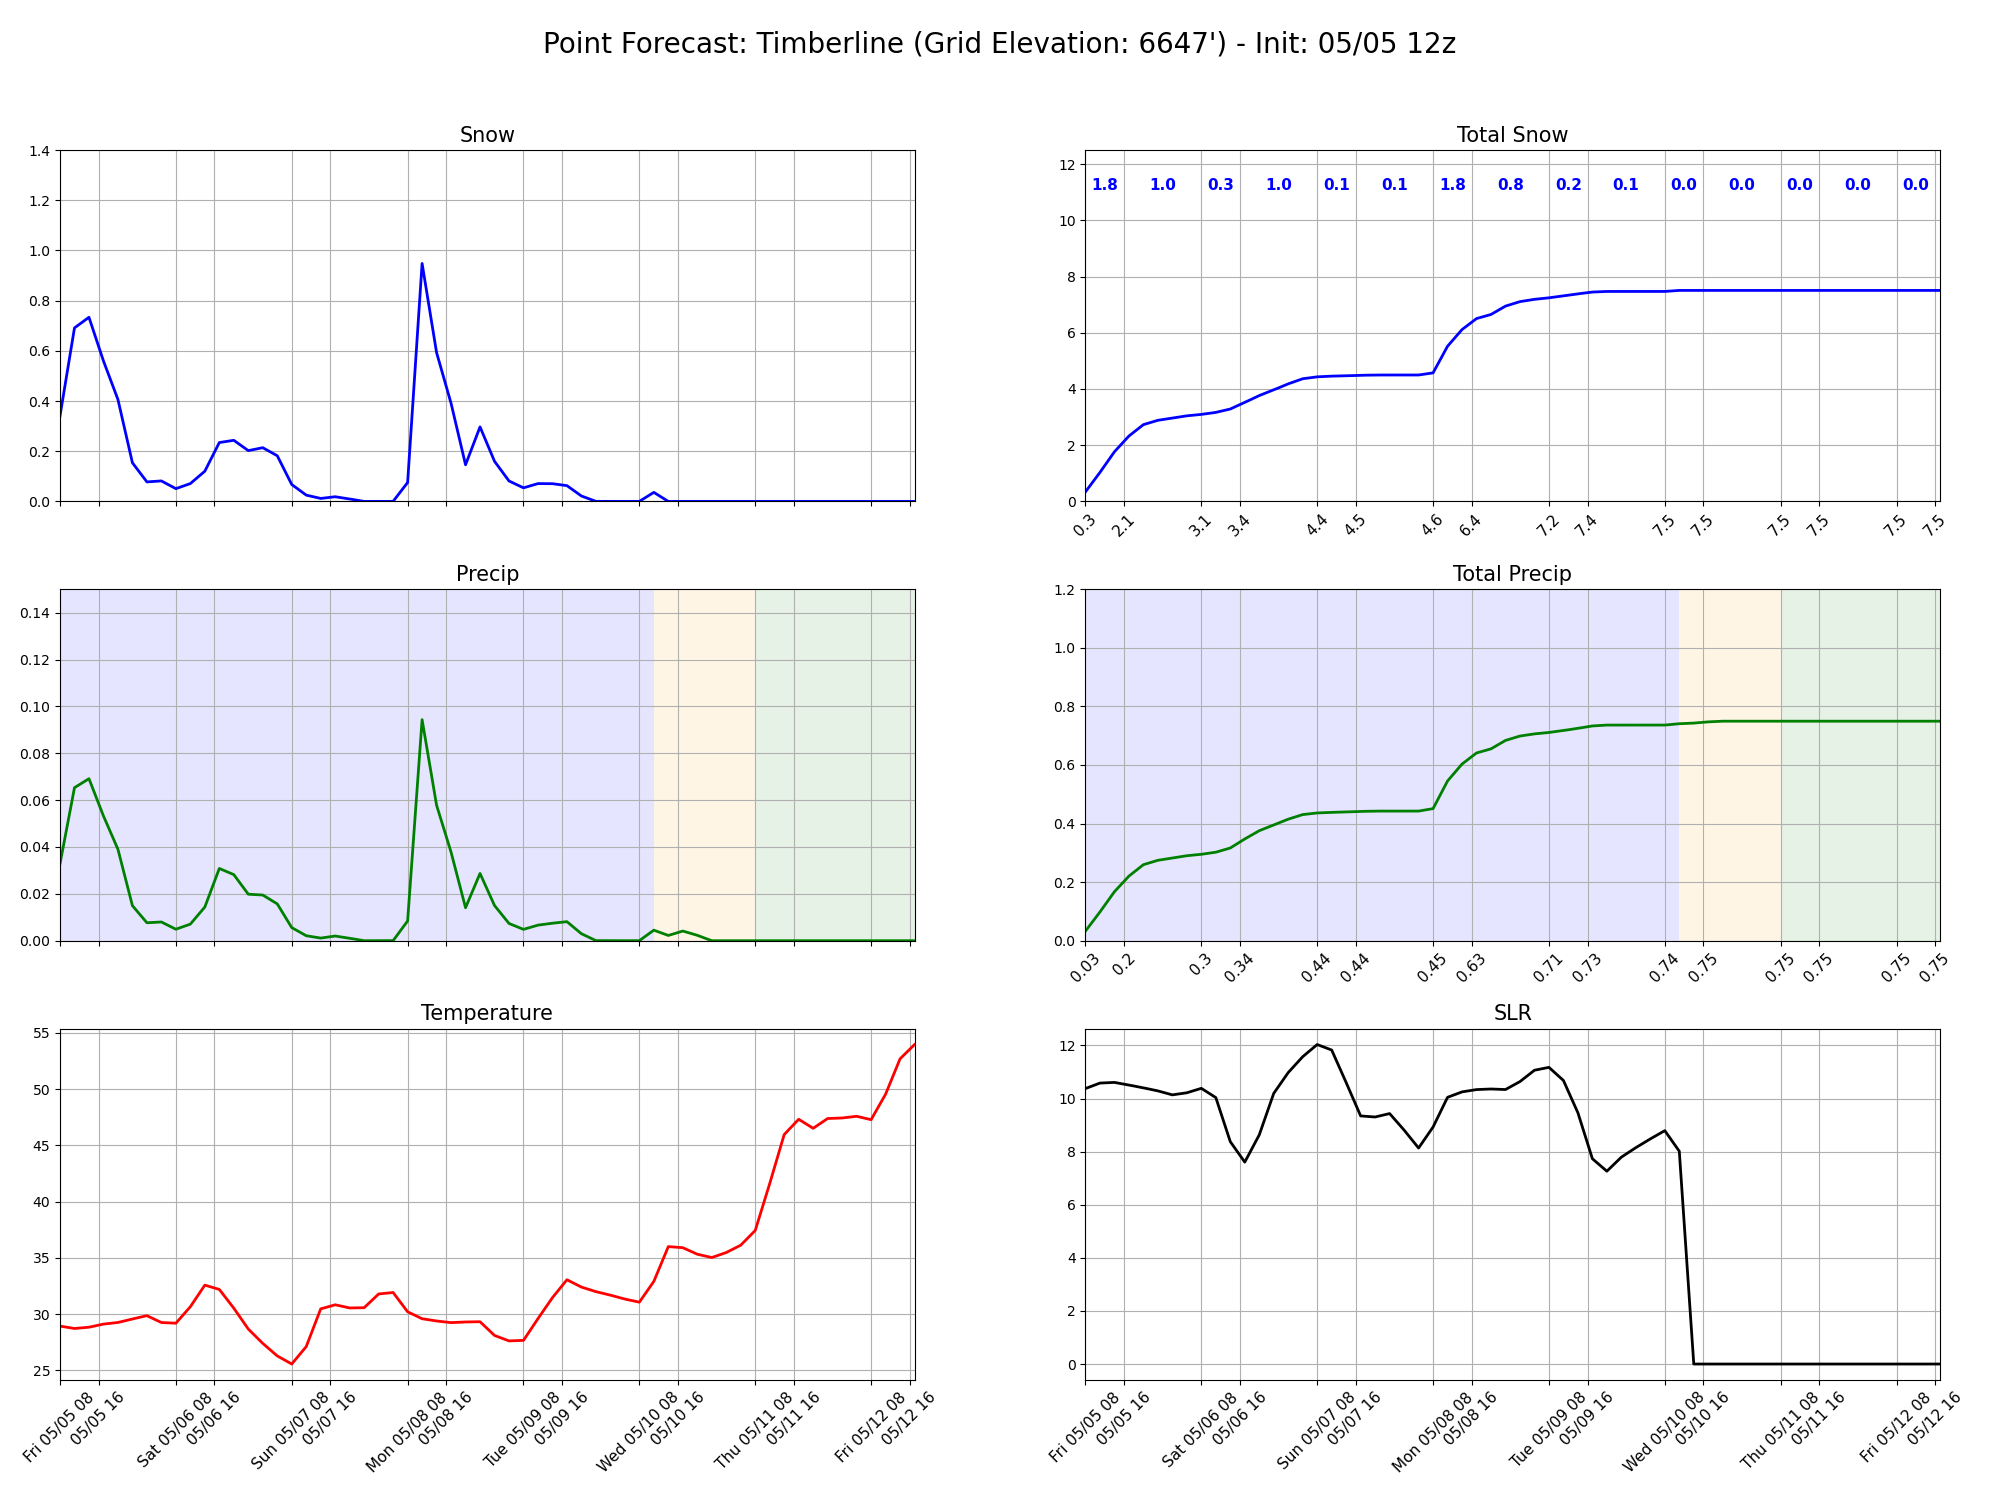 Point Forecast: Timberline (Grid Elevation: 6647') - Init: 05/05 12z
Snow
1.4
1.2
1.0
0.8
0.6
0.4
0.2
0.0
Total Snow
12
10
8
6
4
2
0
1.8 1.0 0.3 1.0 0.1 0.1 1.8 0.8 0.2 0.1 0.0 0.0 0.0 0.0 0.0
0.3 2.1 3.1 3.4 4.4 4.5 4.6 6.4 7.2 7.4 7.5 7.5 7.5 7.5 7.5 7.5
Precip
0.14
0.12
0.10
0.08
0.06
0.04
0.02
0.00
Total Precip
1.2
1.0
0.8
0.6
0.4
0.2
0.0
0.03 0.2 0.3 0.34 0.44 0.44 0.45 0.63 0.71 0.73 0.74 0.75 0.75 0.75 0.75 0.75
Temperature
55
50
45
40
35
30
25
Fri 05/05 08
05/05 16
Sat 05/06 08
05/06 16
Sun 05/07 08
05/07 16
Mon 05/08 08
05/08 16
Tue 05/09 08
05/09 16
Wed 05/10 08
05/10 16
Thu 05/11 08
05/11 16
Fri 05/12 08
05/12 16
SLR
12
10
8
6
4
2
0
Fri 05/05 08
05/05 16
Sat 05/06 08
05/06 16
Sun 05/07 08
05/07 16
Mon 05/08 08
05/08 16
Tue 05/09 08
05/09 16
Wed 05/10 08
05/10 16
Thu 05/11 08
05/11 16
Fri 05/12 08
05/12 16